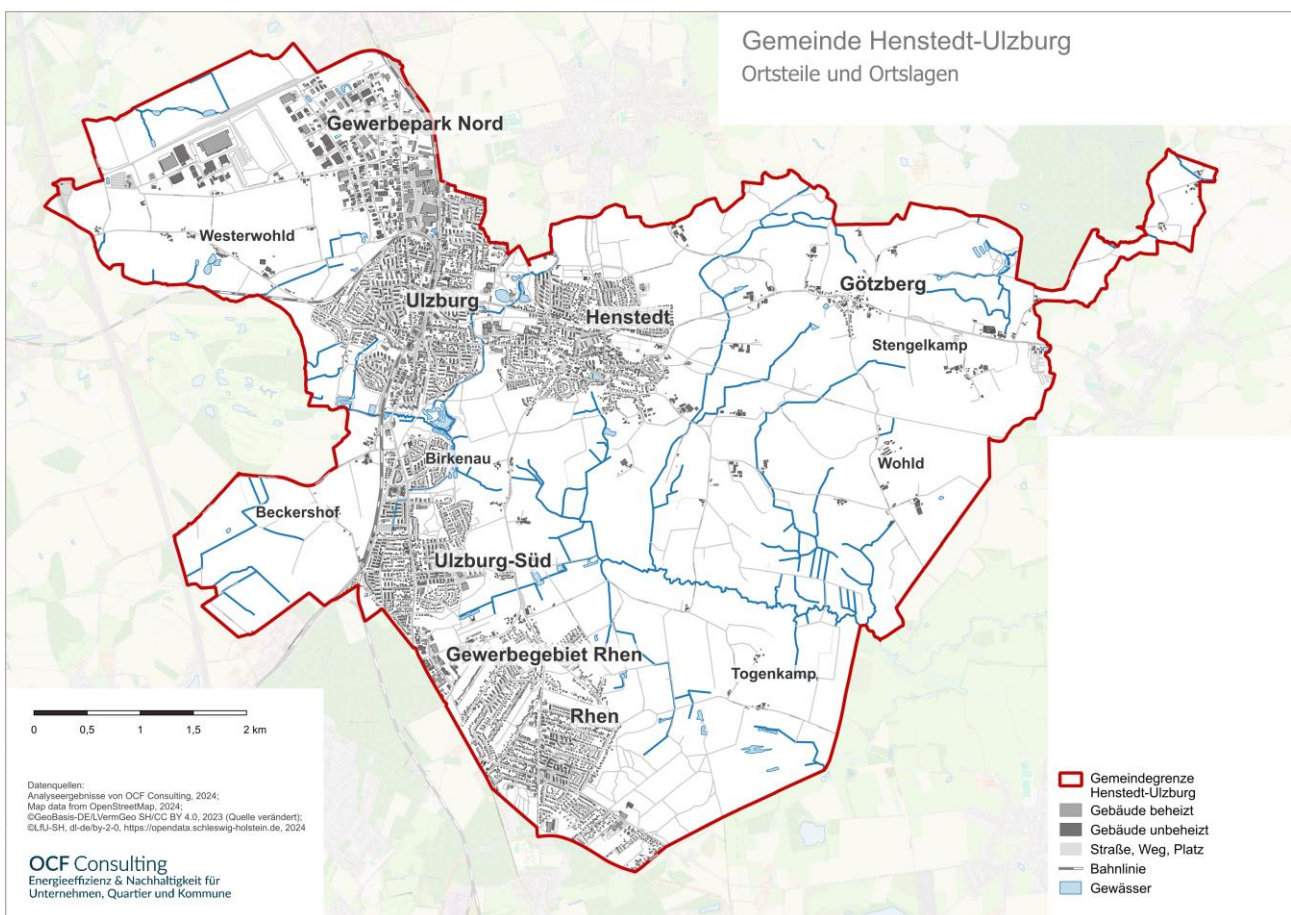 Gemeinde Henstedt-Ulzburg
Ortsteile und Ortslagen
Gewerbepark Nord
Westerwohld
Ulzburg
Henstedt
Götzberg
Stengelkamp
Birkenau
Wohld
Beckershof
Ulzburg-Süd
Gewerbegebiet Rhen
Togenkamp
Rhen
0 0,5 1 1,5 2 km
Datenquellen:
Analyseergebnisse von OCF Consulting, 2024;
Map data from OpenStreetMap, 2024;
©GeoBasis-DE/LVermGeo SH/CC BY 4.0, 2023 (Quelle verändert);
©LfU-SH, dl-de/by-2-0, https://opendata.schleswig-holstein.de, 2024
OCF Consulting
Energieeffizienz & Nachhaltigkeit für
Unternehmen, Quartier und Kommune
Gemeindegrenze
Henstedt-Ulzburg
Gebäude beheizt
Gebäude unbeheizt
Straße, Weg, Platz
Bahnlinie
Gewässer